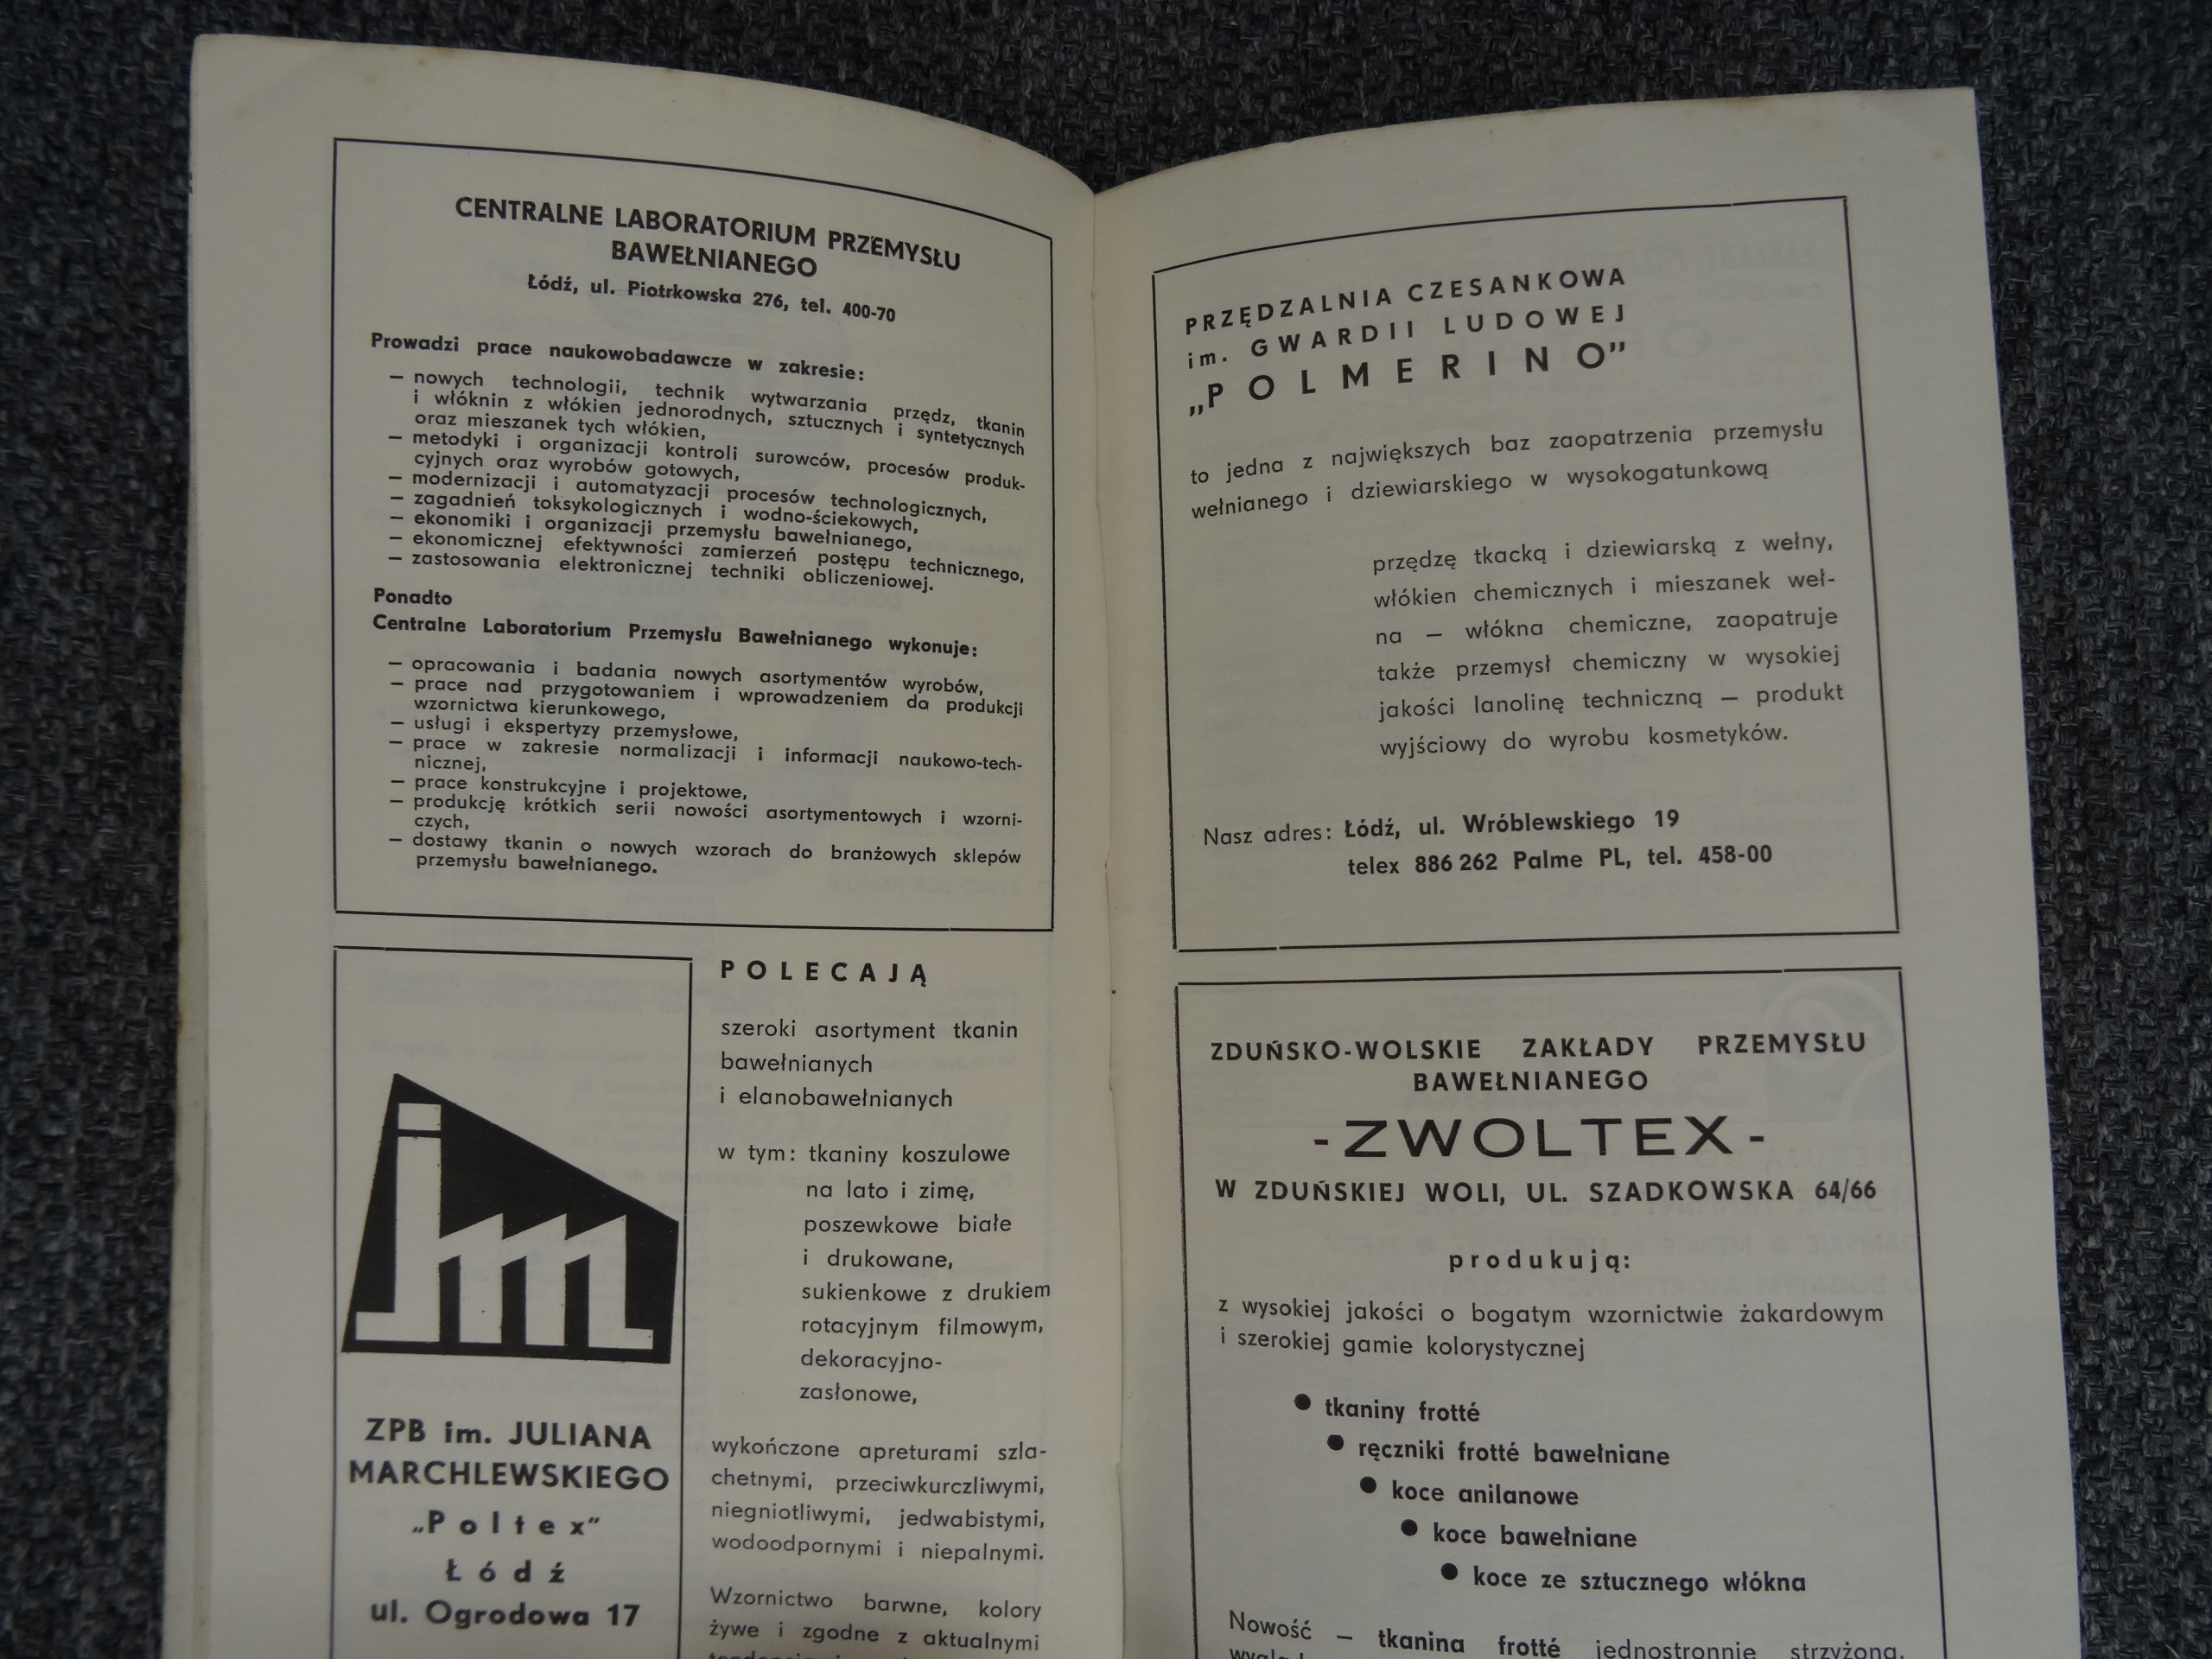 CENTRALNE LABORATORIUM PRZEMYSŁU
BAWEŁNIANEGO
Łódź, ul. Piotrkowska 276, tel. 400-70
Prowadzi prace naukowobadawcze w zakresie:
— nowych technologii, technik wytwarzania przędz, tkanin
i włóknin z włókien jednorodnych, sztucznych i syntetycznych
oraz mieszanek tych włókien,
— metodyki i organizacji kontroli surowców, procesów produk-
cyjnych oraz wyrobów gotowych,
— modernizacji i automatyzacji procesów technologicznych,
— zagadnień toksykologicznych i wodno-ściekowych,
— ekonomiki i organizacji przemysłu bawełnianego,
— ekonomicznej efektywności zamierzeń postępu technicznego,
— zastosowania elektronicznej techniki obliczeniowej.
Ponadto
Centralne Laboratorium Przemysłu Bawełnianego wykonuje:
— opracowania i badania nowych asortymentów wyrobów,
— prace nad przygotowaniem i wprowadzeniem do produkcji
wzornictwa kierunkowego,
— usługi i ekspertyzy przemysłowe,
— prace w zakresie normalizacji i informacji naukowo-tech-
nicznej,
— prace konstrukcyjne i projektowe,
— produkcję krótkich serii nowości asortymentowych i wzorni-
czych,
— dostawy tkanin o nowych wzorach do branżowych sklepów
przemysłu bawełnianego.
jm
ZPB im. JULIANA
MARCHLEWSKIEGO
„Poltex”
Łódź
ul. Ogrodowa 17
POLECAJĄ
szeroki asortyment tkanin
bawełnianych
i elanobawełnianych
w tym: tkaniny koszulowe
na lato i zimę,
poszewkowe białe
i drukowane,
sukienkowe z drukiem
rotacyjnym filmowym,
dekoracyjno-
zasłonowe,
wykończone apreturami szla-
chetnymi, przeciwkurczliwymi,
niegniotliwymi, jedwabistymi,
wodoodpornymi i niepalnymi.
Wzornictwo barwne, kolory
żywe i zgodne z aktualnymi
PRZĘDZALNIA CZESANKOWA
im. GWARDII LUDOWEJ
„POLMERINO”
to jedna z największych baz zaopatrzenia przemysłu
wełnianego i dziewiarskiego w wysokogatunkową
przędzę tkacką i dziewiarską z wełny,
włókien chemicznych i mieszanek weł-
na — włókna chemiczne, zaopatruje
także przemysł chemiczny w wysokiej
jakości lanolinę techniczną — produkt
wyjściowy do wyrobu kosmetyków.
Nasz adres: Łódź, ul. Wróblewskiego 19
telex 886 262 Palme PL, tel. 458-00
ZDUŃSKO-WOLSKIE ZAKŁADY PRZEMYSŁU
BAWEŁNIANEGO
-ZWOLTEX-
W ZDUŃSKIEJ WOLI, UL. SZADKOWSKA 64/66
produkują:
z wysokiej jakości o bogatym wzornictwie żakardowym
i szerokiej gamie kolorystycznej
● tkaniny frotté
● ręczniki frotté bawełniane
● koce anilanowe
● koce bawełniane
● koce ze sztucznego włókna
Nowość — tkanina frotté jednostronnie strzyżona,